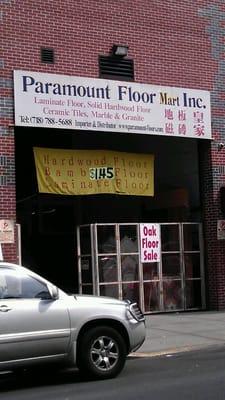 Paramount Floor Mart Inc.
Laminate Floor, Solid Hardwood Floor
Ceramic Tiles, Marble & Granite
Tel: (718) 788-5688 Importer & Distributor www.paramount-floors.com
地板皇
磁磚家
Hardwood Floor
Bamboo Floor
$1.45
Laminate Floor
Oak
Floor
Sale